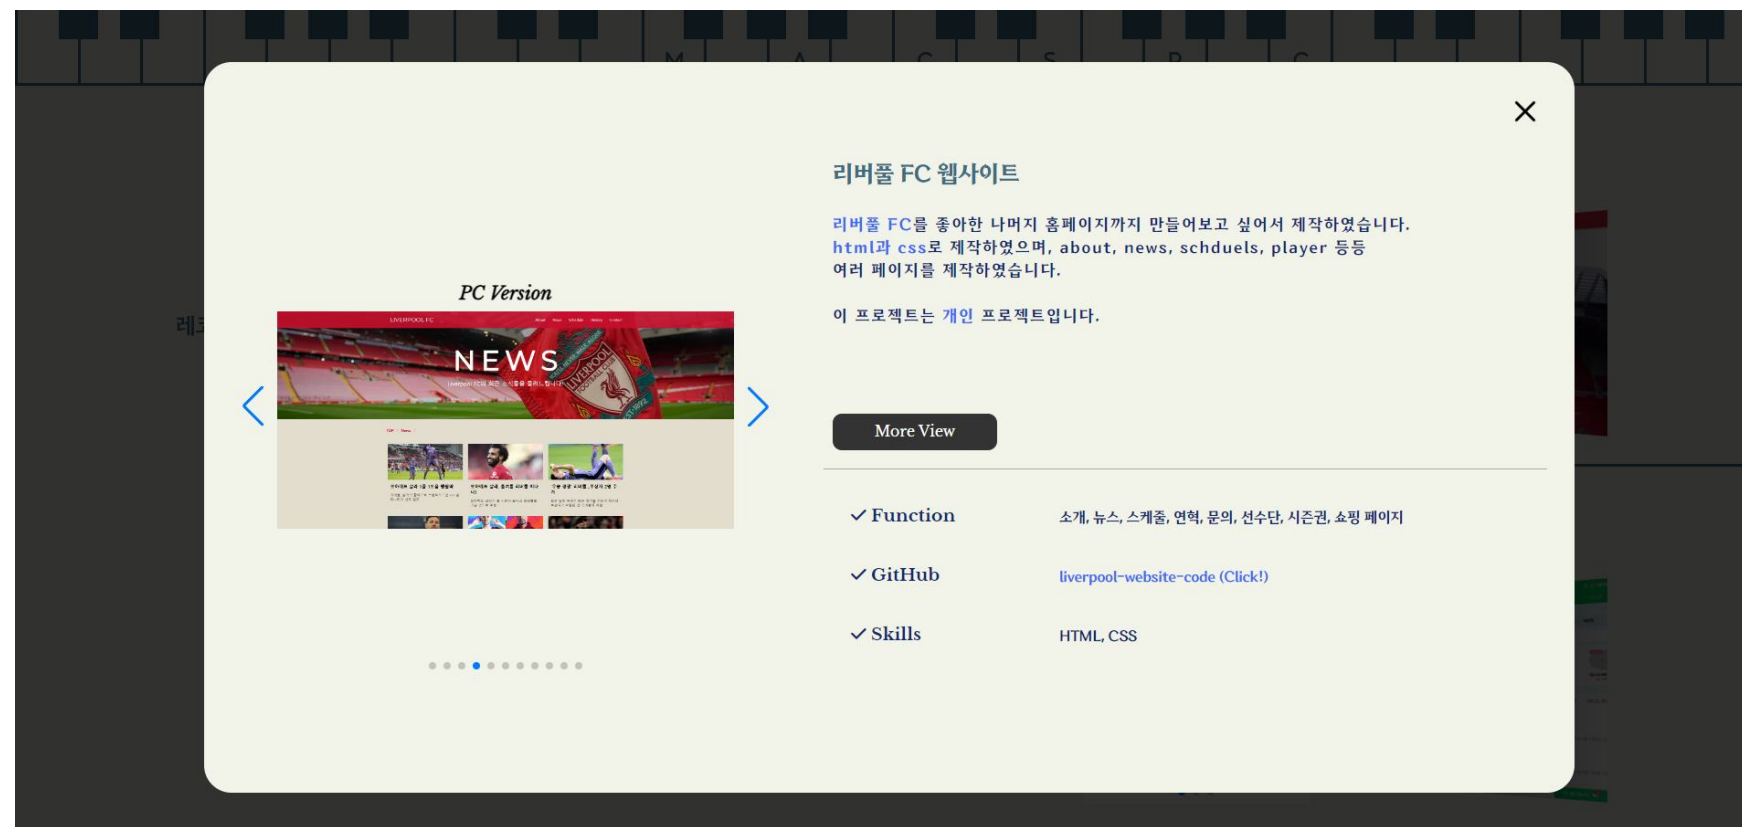 M A C S P C
리버풀 FC 웹사이트
리버풀 FC를 좋아한 나머지 홈페이지까지 만들어보고 싶어서 제작하였습니다.
html과 css로 제작하였으며, about, news, schduels, player 등등
여러 페이지를 제작하였습니다.
이 프로젝트는 개인 프로젝트입니다.
PC Version
LIVERPOOL FC
NEWS
More View
Function
소개, 뉴스, 스케줄, 연혁, 문의, 선수단, 시즌권, 쇼핑 페이지
GitHub
liverpool-website-code (Click!)
Skills
HTML, CSS